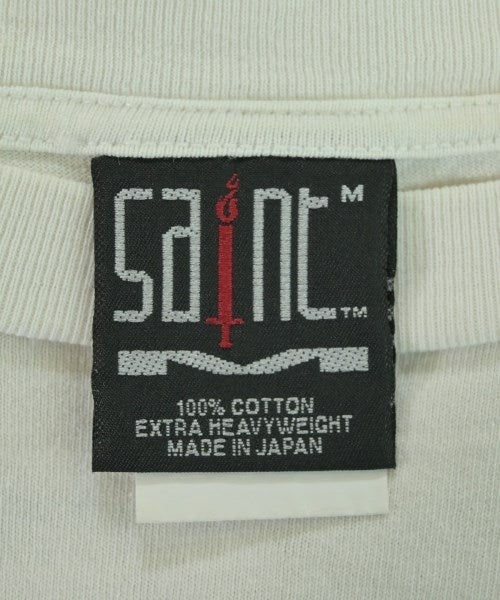 saint M
TM
100% COTTON
EXTRA HEAVYWEIGHT
MADE IN JAPAN